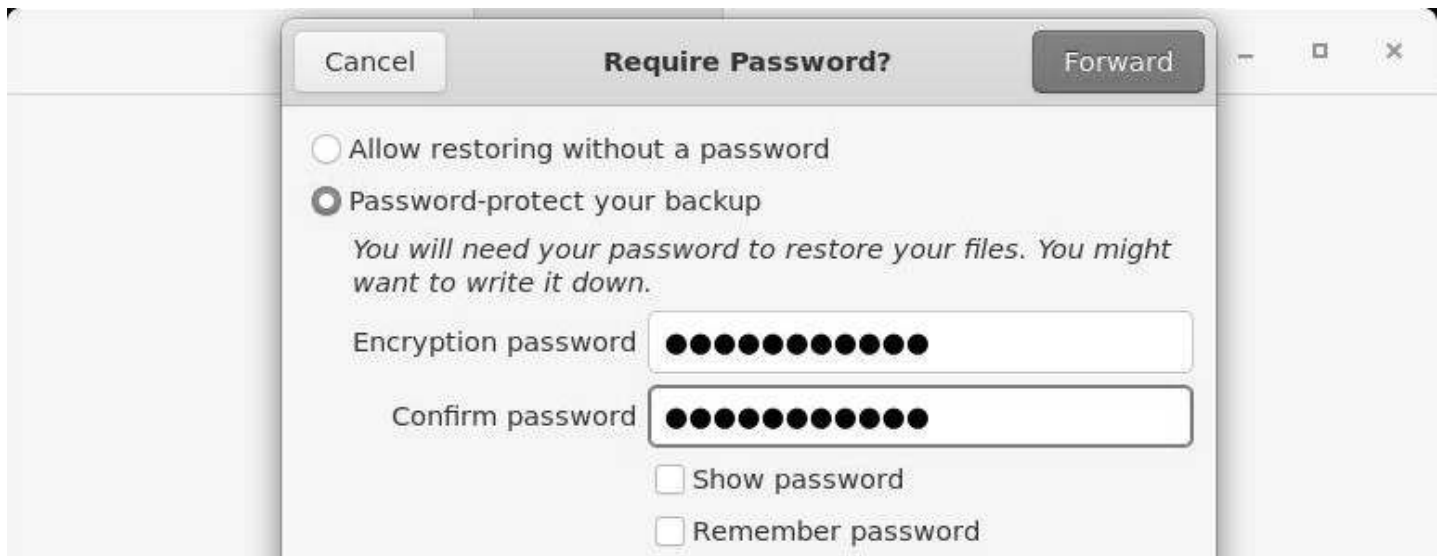 Cancel Require Password? Forward
Allow restoring without a password
Password-protect your backup
You will need your password to restore your files. You might
want to write it down.
Encryption password ●●●●●●●●●●●
Confirm password ●●●●●●●●●●●
Show password
Remember password